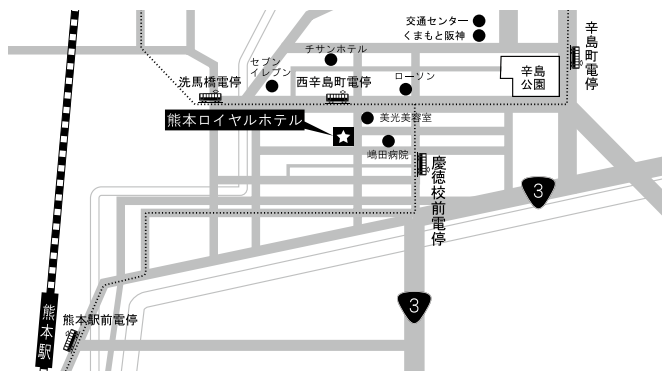 交通センター
くまもと阪神
辛島町電停
チサンホテル
セブン
イレブン
洗馬橋電停
西辛島町電停
ローソン
辛島
公園
熊本ロイヤルホテル
美光美容室
嶋田病院
慶徳校前電停
3
3
熊本駅
熊本駅前電停